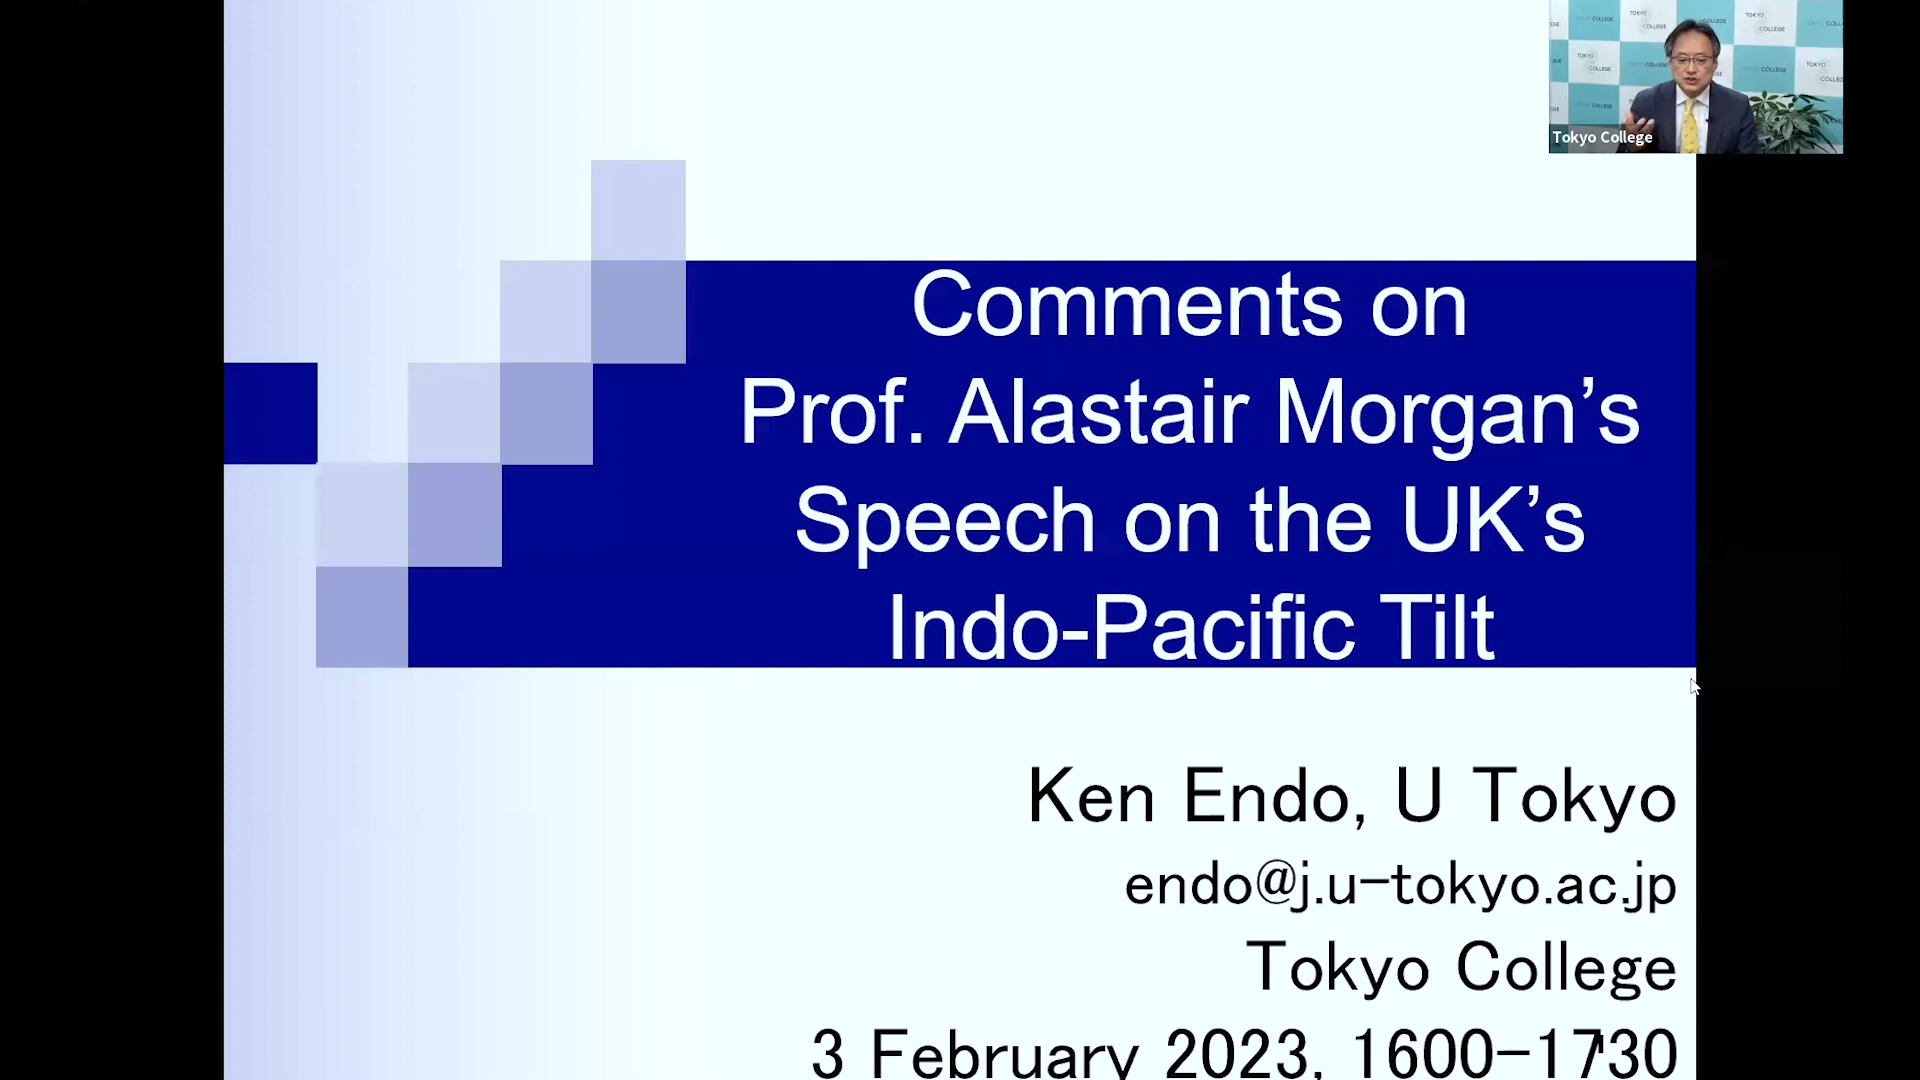 Comments on
Prof. Alastair Morgan’s
Speech on the UK’s
Indo-Pacific Tilt
Ken Endo, U Tokyo
endo@j.u-tokyo.ac.jp
Tokyo College
3 February 2023, 1600-1730
Tokyo College